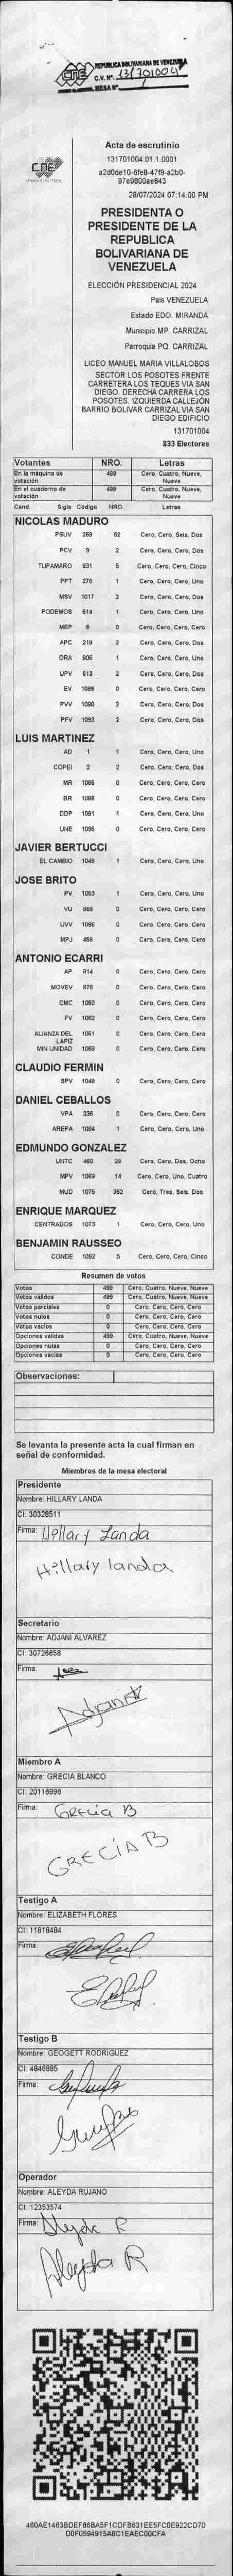 CNE REPUBLICA BOLIVARIANA DE VENEZUELA
C.V. Nº. 131701004
MESA Nº
CNE
Acta de escrutinio
131701004.01.1.0001
a2d0de10-6fe8-47f9-a2b0-
97e9800ae843
28/07/2024 07:14:00 PM
PRESIDENTA O
PRESIDENTE DE LA
REPUBLICA
BOLIVARIANA DE
VENEZUELA
ELECCIÓN PRESIDENCIAL 2024
Pais VENEZUELA
Estado EDO. MIRANDA
Municipio MP. CARRIZAL
Parroquia PQ. CARRIZAL
LICEO MANUEL MARIA VILLALOBOS
SECTOR LOS POSOTES FRENTE
CARRETERA LOS TEQUES VIA SAN
DIEGO. DERECHA CARRERA LOS
POSOTES. IZQUIERDA CALLEJÓN
BARRIO BOLIVAR CARRIZAL VIA SAN
DIEGO EDIFICIO
131701004
833 Electores
Votantes NRO. Letras
En la máquina de votación 499 Cero, Cuatro, Nueve, Nueve
En el cuaderno de votación 499 Cero, Cuatro, Nueve, Nueve
Cand. Sigla Código NRO. Letras
NICOLAS MADURO
PSUV 269 62 Cero, Cero, Seis, Dos
PCV 9 2 Cero, Cero, Cero, Dos
TUPAMARO 931 5 Cero, Cero, Cero, Cinco
PPT 276 1 Cero, Cero, Cero, Uno
MSV 1017 2 Cero, Cero, Cero, Dos
PODEMOS 514 1 Cero, Cero, Cero, Uno
MEP 6 0 Cero, Cero, Cero, Cero
APC 219 2 Cero, Cero, Cero, Dos
ORA 906 1 Cero, Cero, Cero, Uno
UPV 513 2 Cero, Cero, Cero, Dos
EV 1089 0 Cero, Cero, Cero, Cero
PVV 1090 2 Cero, Cero, Cero, Dos
PFV 1093 2 Cero, Cero, Cero, Dos
LUIS MARTINEZ
AD 1 1 Cero, Cero, Cero, Uno
COPEI 2 2 Cero, Cero, Cero, Dos
MR 1065 0 Cero, Cero, Cero, Cero
BR 1066 0 Cero, Cero, Cero, Cero
DDP 1091 1 Cero, Cero, Cero, Uno
UNE 1095 0 Cero, Cero, Cero, Cero
JAVIER BERTUCCI
EL CAMBIO 1048 1 Cero, Cero, Cero, Uno
JOSE BRITO
PV 1053 1 Cero, Cero, Cero, Uno
VU 868 0 Cero, Cero, Cero, Cero
UVV 1096 0 Cero, Cero, Cero, Cero
MPJ 458 0 Cero, Cero, Cero, Cero
ANTONIO ECARRI
AP 814 0 Cero, Cero, Cero, Cero
MOVEV 878 0 Cero, Cero, Cero, Cero
CMC 1050 0 Cero, Cero, Cero, Cero
FV 1062 0 Cero, Cero, Cero, Cero
ALIANZA DEL LAPIZ 1051 0 Cero, Cero, Cero, Cero
MIN UNIDAD 1068 0 Cero, Cero, Cero, Cero
CLAUDIO FERMIN
SPV 1049 0 Cero, Cero, Cero, Cero
DANIEL CEBALLOS
VPA 236 0 Cero, Cero, Cero, Cero
AREPA 1084 1 Cero, Cero, Cero, Uno
EDMUNDO GONZALEZ
UNTC 460 28 Cero, Cero, Dos, Ocho
MPV 1069 14 Cero, Cero, Uno, Cuatro
MUD 1075 362 Cero, Tres, Seis, Dos
ENRIQUE MARQUEZ
CENTRADOS 1073 1 Cero, Cero, Cero, Uno
BENJAMIN RAUSSEO
CONDE 1092 5 Cero, Cero, Cero, Cinco
Resumen de votos
Votos 499 Cero, Cuatro, Nueve, Nueve
Votos validos 499 Cero, Cuatro, Nueve, Nueve
Votos parciales 0 Cero, Cero, Cero, Cero
Votos nulos 0 Cero, Cero, Cero, Cero
Votos vacios 0 Cero, Cero, Cero, Cero
Opciones validas 499 Cero, Cuatro, Nueve, Nueve
Opciones nulas 0 Cero, Cero, Cero, Cero
Opciones vacías 0 Cero, Cero, Cero, Cero
Observaciones:
Se levanta la presente acta la cual firman en
señal de conformidad.
Miembros de la mesa electoral
Presidente
Nombre: HILLARY LANDA
CI: 30328511
Firma: Hillary Landa
Hillary landa
Secretario
Nombre: ADJANI ALVAREZ
CI: 30726658
Firma:
Adjani A
Miembro A
Nombre: GRECIA BLANCO
CI: 20116996
Firma: Grecia B
GRECIA B
Testigo A
Nombre: ELIZABETH FLORES
CI: 11818484
Firma:
Testigo B
Nombre: GEOGETT RODRIGUEZ
CI: 4846885
Firma:
Operador
Nombre: ALEYDA RUJANO
CI: 12353574
Firma: Aleyda R
Aleyda R
460AE1463BDEF86BA5F1CDFB631EE5FC0E922CD70
D0F0594915A8C1EAEC00CFA